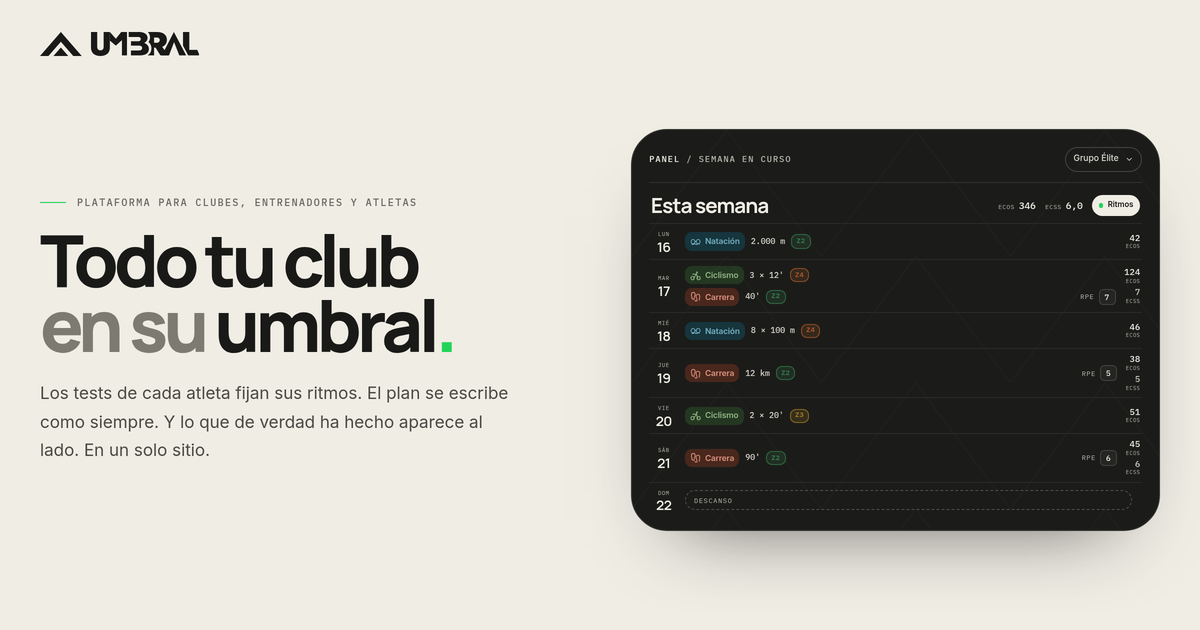 UMBRAL
PLATAFORMA PARA CLUBES, ENTRENADORES Y ATLETAS
Todo tu club
en su umbral.
Los tests de cada atleta fijan sus ritmos. El plan se escribe
como siempre. Y lo que de verdad ha hecho aparece al
lado. En un solo sitio.
PANEL / SEMANA EN CURSO
Grupo Élite
Esta semana
ECOS 346 ECSS 6,0 Ritmos
LUN
16
Natación 2.000 m Z2
42
ECOS
MAR
17
Ciclismo 3 × 12' Z4
124
ECOS
Carrera 40' Z2
RPE 7
7
ECSS
MIÉ
18
Natación 8 × 100 m Z4
46
ECOS
JUE
19
Carrera 12 km Z2
RPE 5
38
ECOS
5
ECSS
VIE
20
Ciclismo 2 × 20' Z3
51
ECOS
SÁB
21
Carrera 90' Z2
RPE 6
45
ECOS
6
ECSS
DOM
22
DESCANSO